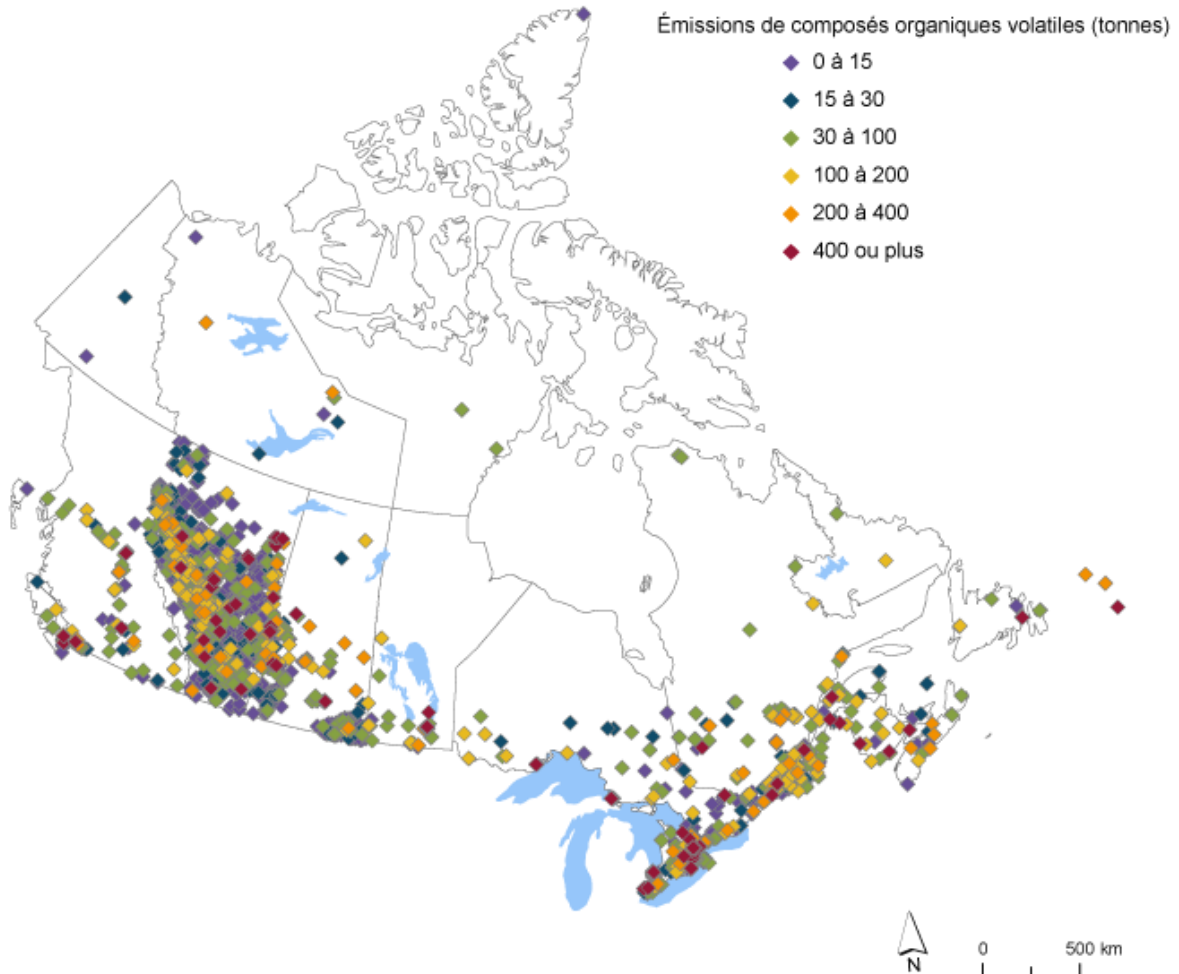 Émissions de composés organiques volatiles (tonnes)
0 à 15
15 à 30
30 à 100
100 à 200
200 à 400
400 ou plus
N
0 500 km